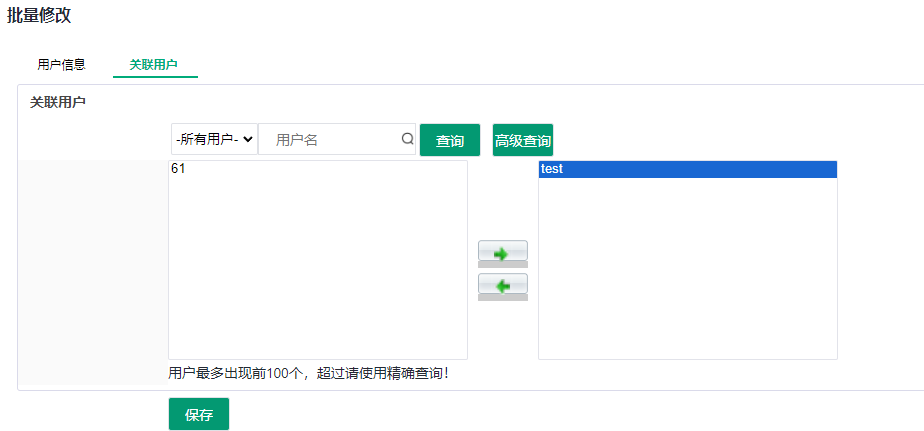 批量修改
用户信息 关联用户
关联用户
-所有用户- 用户名 查询 高级查询
61 test
用户最多出现前100个，超过请使用精确查询！
保存